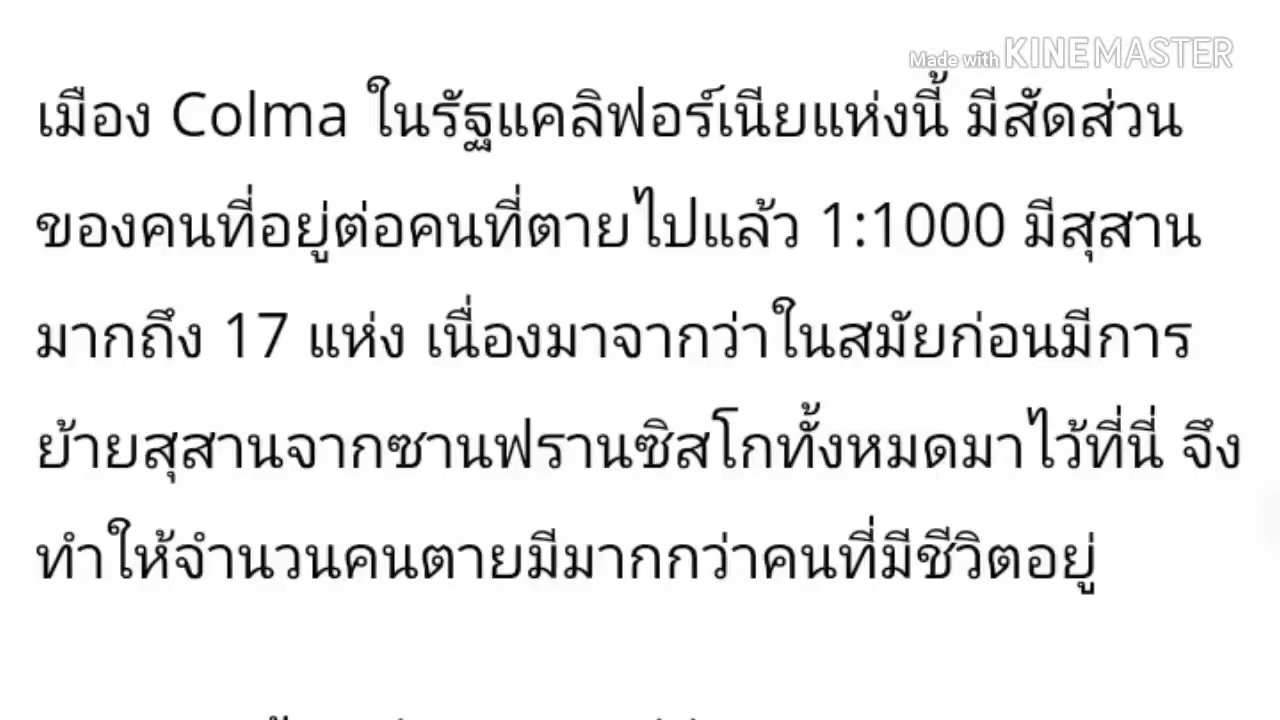 Made with KINEMASTER
เมือง Colma ในรัฐแคลิฟอร์เนียแห่งนี้ มีสัดส่วน
ของคนที่อยู่ต่อคนที่ตายไปแล้ว 1:1000 มีสุสาน
มากถึง 17 แห่ง เนื่องมาจากว่าในสมัยก่อนมีการ
ย้ายสุสานจากซานฟรานซิสโกทั้งหมดมาไว้ที่นี่ จึง
ทำให้จำนวนคนตายมีมากกว่าคนที่มีชีวิตอยู่